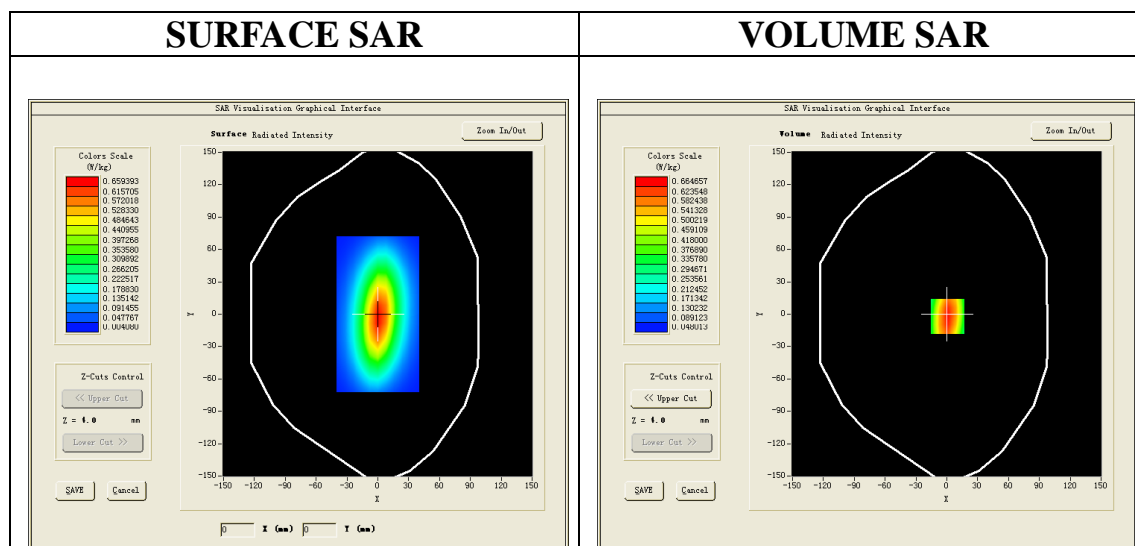 SURFACE SAR
VOLUME SAR
SAR Visualisation Graphical Interface
Surface Radiated Intensity
Zoom In/Out
Colors Scale
(W/kg)
0.659393
0.615705
0.572018
0.528330
0.484643
0.440955
0.397268
0.353580
0.309892
0.266205
0.222517
0.178830
0.135142
0.091455
0.047767
0.004080
150
120
90
60
30
0
-30
-60
-90
-120
-150
Y
-150 -120 -90 -60 -30 0 30 60 90 120 150
X
Z-Cuts Control
<< Upper Cut
Z = 4.0 mm
Lower Cut >>
SAVE Cancel
0 X (mm) 0 Y (mm)
SAR Visualisation Graphical Interface
Volume Radiated Intensity
Zoom In/Out
Colors Scale
(W/kg)
0.664657
0.623548
0.582438
0.541328
0.500219
0.459109
0.418000
0.376890
0.335780
0.294671
0.253561
0.212452
0.171342
0.130232
0.089123
0.048013
150
120
90
60
30
0
-30
-60
-90
-120
-150
Y
-150 -120 -90 -60 -30 0 30 60 90 120 150
X
Z-Cuts Control
<< Upper Cut
Z = 4.0 mm
Lower Cut >>
SAVE Cancel